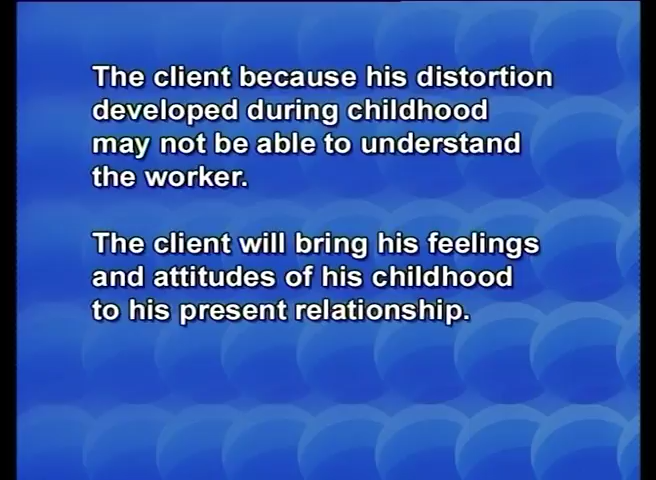 The client because his distortion
developed during childhood
may not be able to understand
the worker.
The client will bring his feelings
and attitudes of his childhood
to his present relationship.